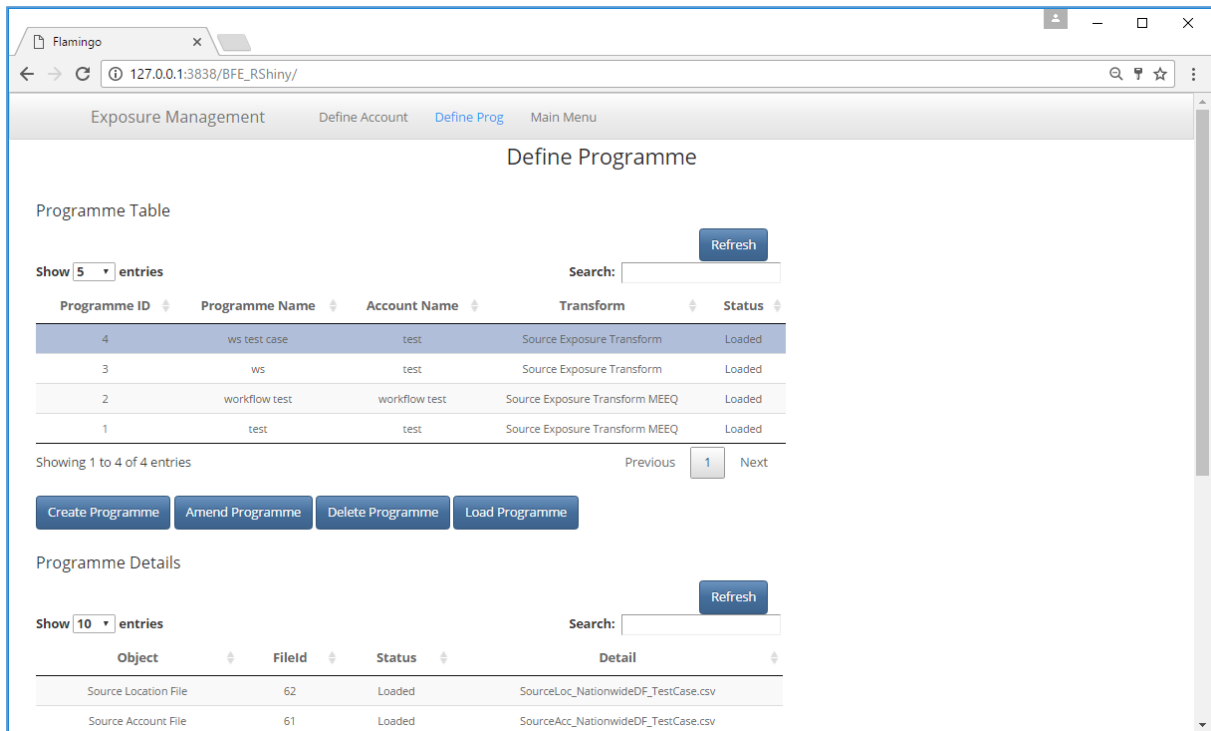 Flamingo
127.0.0.1:3838/BFE_RShiny/
Exposure Management Define Account Define Prog Main Menu
Define Programme
Programme Table
Refresh
Show 5 entries Search:
Programme ID Programme Name Account Name Transform Status
4 ws test case test Source Exposure Transform Loaded
3 ws test Source Exposure Transform Loaded
2 workflow test workflow test Source Exposure Transform MEEQ Loaded
1 test test Source Exposure Transform MEEQ Loaded
Showing 1 to 4 of 4 entries Previous 1 Next
Create Programme Amend Programme Delete Programme Load Programme
Programme Details
Refresh
Show 10 entries Search:
Object FileId Status Detail
Source Location File 62 Loaded SourceLoc_NationwideDF_TestCase.csv
Source Account File 61 Loaded SourceAcc_NationwideDF_TestCase.csv